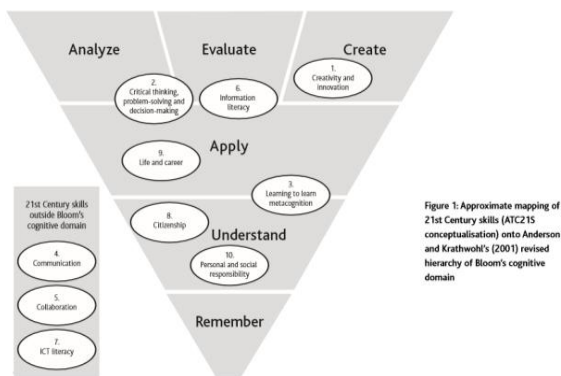 Analyze
Evaluate
Create
1.
Creativity and
innovation
2.
Critical thinking,
problem-solving and
decision-making
6.
Information
literacy
Apply
9.
Life and career
3.
Learning to learn
metacognition
8.
Citizenship
Understand
10.
Personal and social
responsibility
Remember
21st Century skills
outside Bloom's
cognitive domain
4.
Communication
5.
Collaboration
7.
ICT literacy
Figure 1: Approximate mapping of
21st Century skills (ATC21S
conceptualisation) onto Anderson
and Krathwohl's (2001) revised
hierarchy of Bloom's cognitive
domain